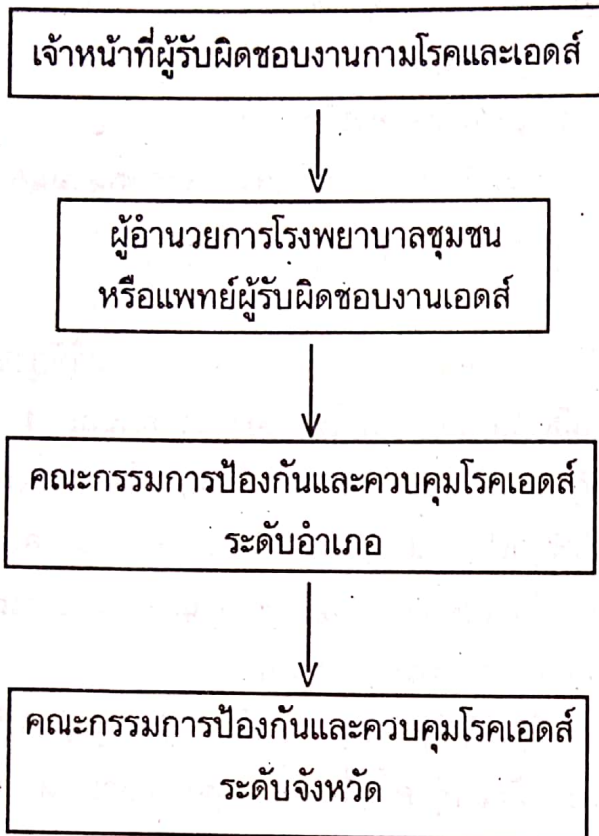 เจ้าหน้าที่ผู้รับผิดชอบงานกามโรคและเอดส์
ผู้อำนวยการโรงพยาบาลชุมชน
หรือแพทย์ผู้รับผิดชอบงานเอดส์
คณะกรรมการป้องกันและควบคุมโรคเอดส์
ระดับอำเภอ
คณะกรรมการป้องกันและควบคุมโรคเอดส์
ระดับจังหวัด